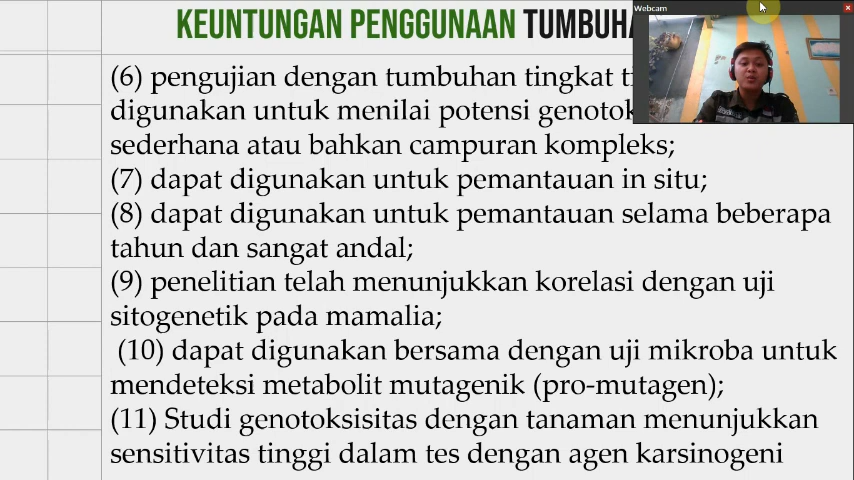 KEUNTUNGAN PENGGUNAAN
Webcam
(6) pengujian dengan tumbuhan tingkat
digunakan untuk menilai potensi
sederhana atau bahkan campuran kompleks;
(7) dapat digunakan untuk pemantauan in situ;
(8) dapat digunakan untuk pemantauan selama beberapa
tahun dan sangat andal;
(9) penelitian telah menunjukkan korelasi dengan uji
sitogenetik pada mamalia;
(10) dapat digunakan bersama dengan uji mikroba untuk
mendeteksi metabolit mutagenik (pro-mutagen);
(11) Studi genotoksisitas dengan tanaman menunjukkan
sensitivitas tinggi dalam tes dengan agen karsinogeni